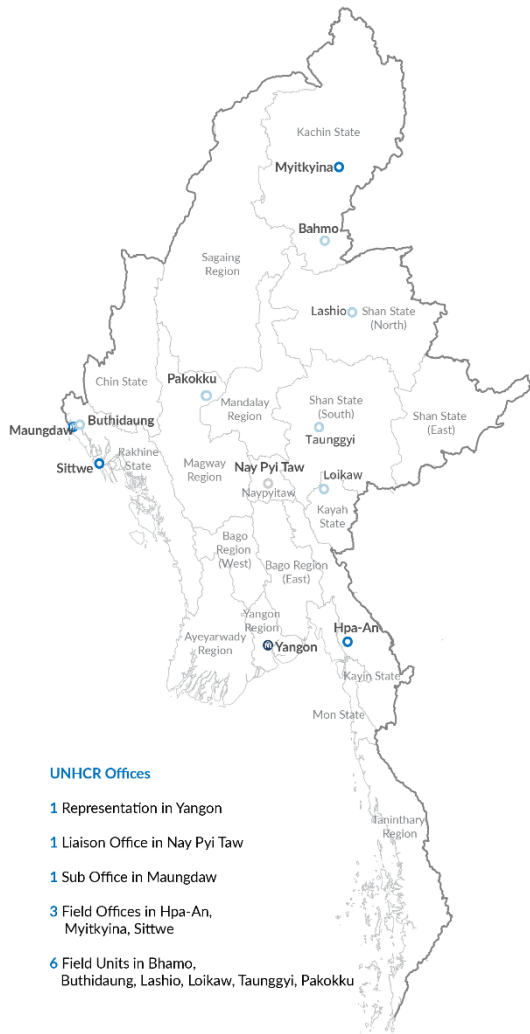 Kachin State
Myitkyina
Bahmo
Sagaing
Region
Lashio
Shan State
(North)
Pakokku
Chin State
Mandalay
Region
Shan State
(South)
Shan State
(East)
Buthidaung
Maungdaw
Taunggyi
Rakhine
State
Sittwe
Magway
Region
Nay Pyi Taw
Naypyitaw
Loikaw
Kayah
State
Bago
Region
(West)
Bago Region
(East)
Yangon
Region
Hpa-An
Ayeyarwady
Region
Yangon
Kayin State
Mon State
Taninthary
Region
UNHCR Offices
1 Representation in Yangon
1 Liaison Office in Nay Pyi Taw
1 Sub Office in Maungdaw
3 Field Offices in Hpa-An,
Myitkyina, Sittwe
6 Field Units in Bhamo,
Buthidaung, Lashio, Loikaw, Taunggyi, Pakokku